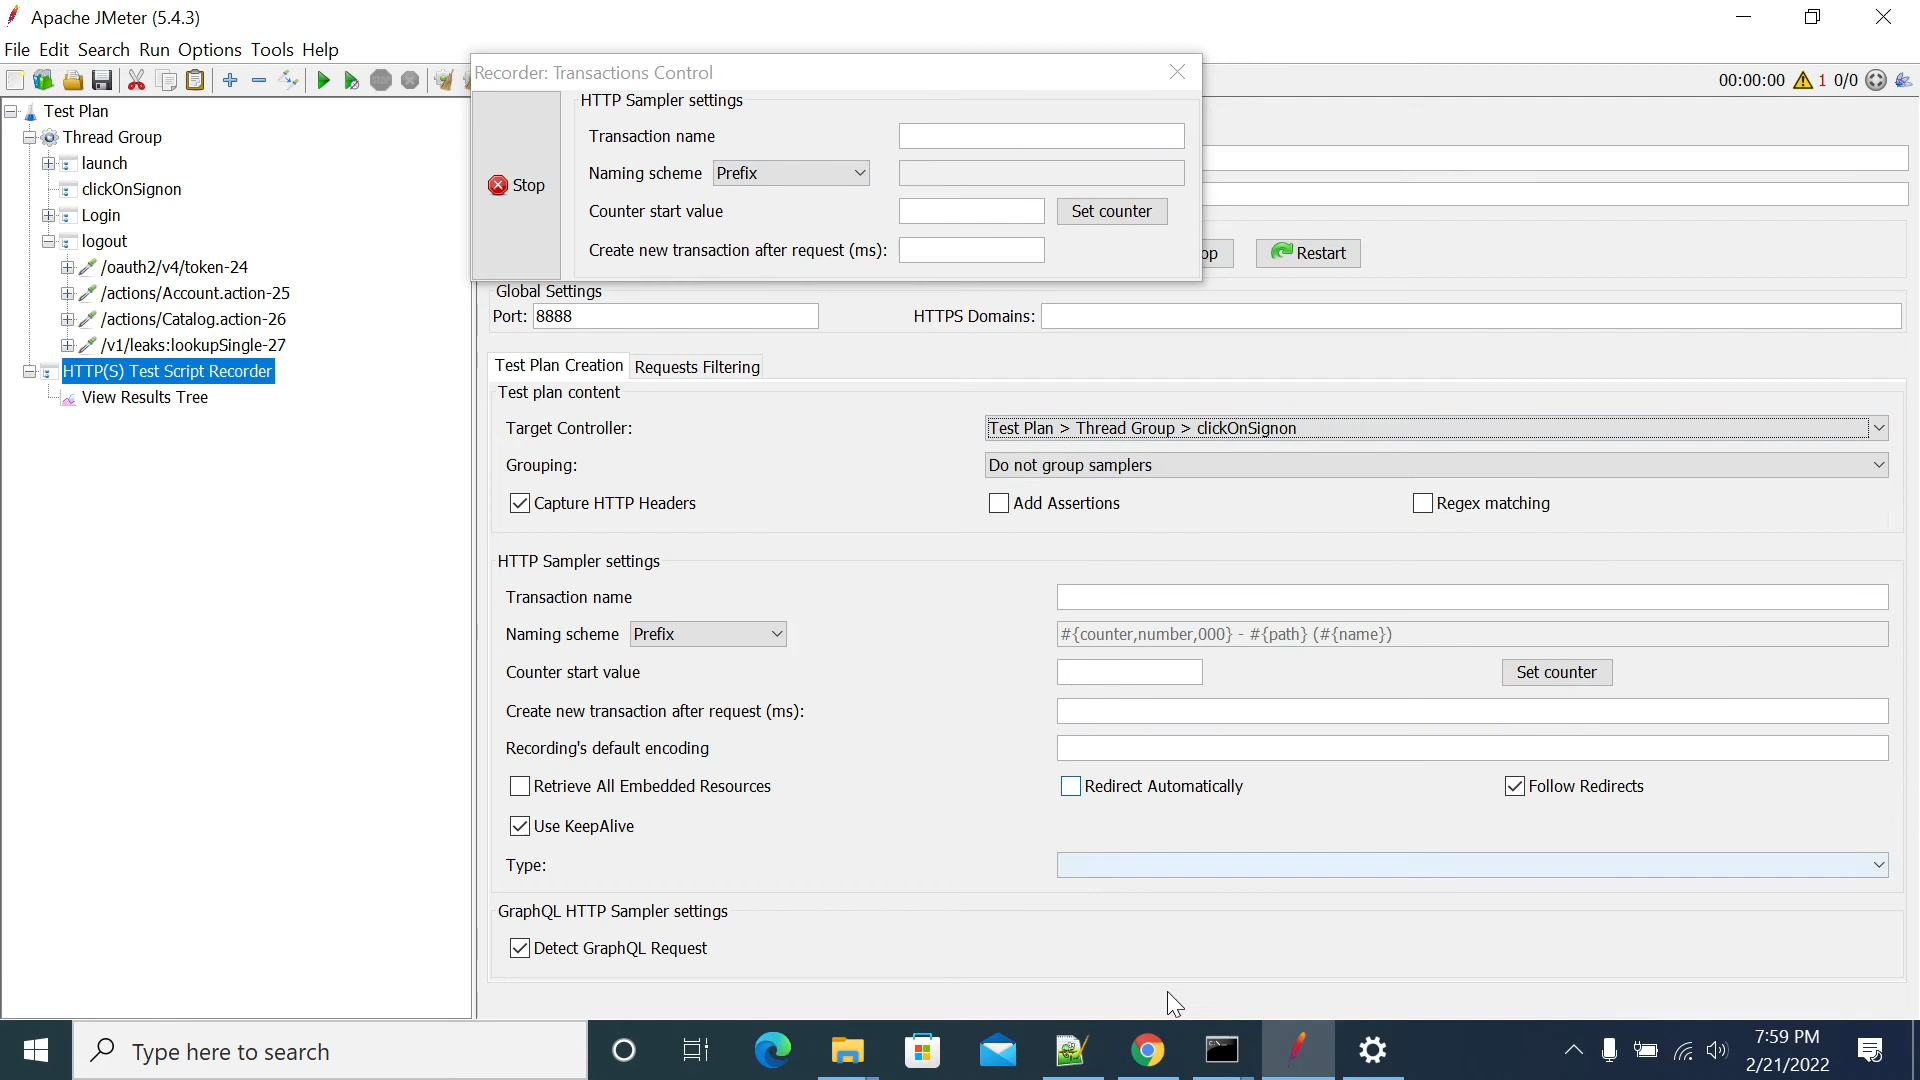 Apache JMeter (5.4.3)
File Edit Search Run Options Tools Help
00:00:00 1 0/0
Test Plan
Thread Group
launch
clickOnSignon
Login
logout
/oauth2/v4/token-24
/actions/Account.action-25
/actions/Catalog.action-26
/v1/leaks:lookupSingle-27
HTTP(S) Test Script Recorder
View Results Tree
Recorder: Transactions Control
Stop
HTTP Sampler settings
Transaction name
Naming scheme Prefix
Counter start value Set counter
Create new transaction after request (ms):
op Restart
Global Settings
Port: 8888 HTTPS Domains:
Test Plan Creation Requests Filtering
Test plan content
Target Controller: Test Plan > Thread Group > clickOnSignon
Grouping: Do not group samplers
Capture HTTP Headers Add Assertions Regex matching
HTTP Sampler settings
Transaction name
Naming scheme Prefix #{counter,number,000} - #{path} (#{name})
Counter start value Set counter
Create new transaction after request (ms):
Recording's default encoding
Retrieve All Embedded Resources Redirect Automatically Follow Redirects
Use KeepAlive
Type:
GraphQL HTTP Sampler settings
Detect GraphQL Request
Type here to search
7:59 PM
2/21/2022